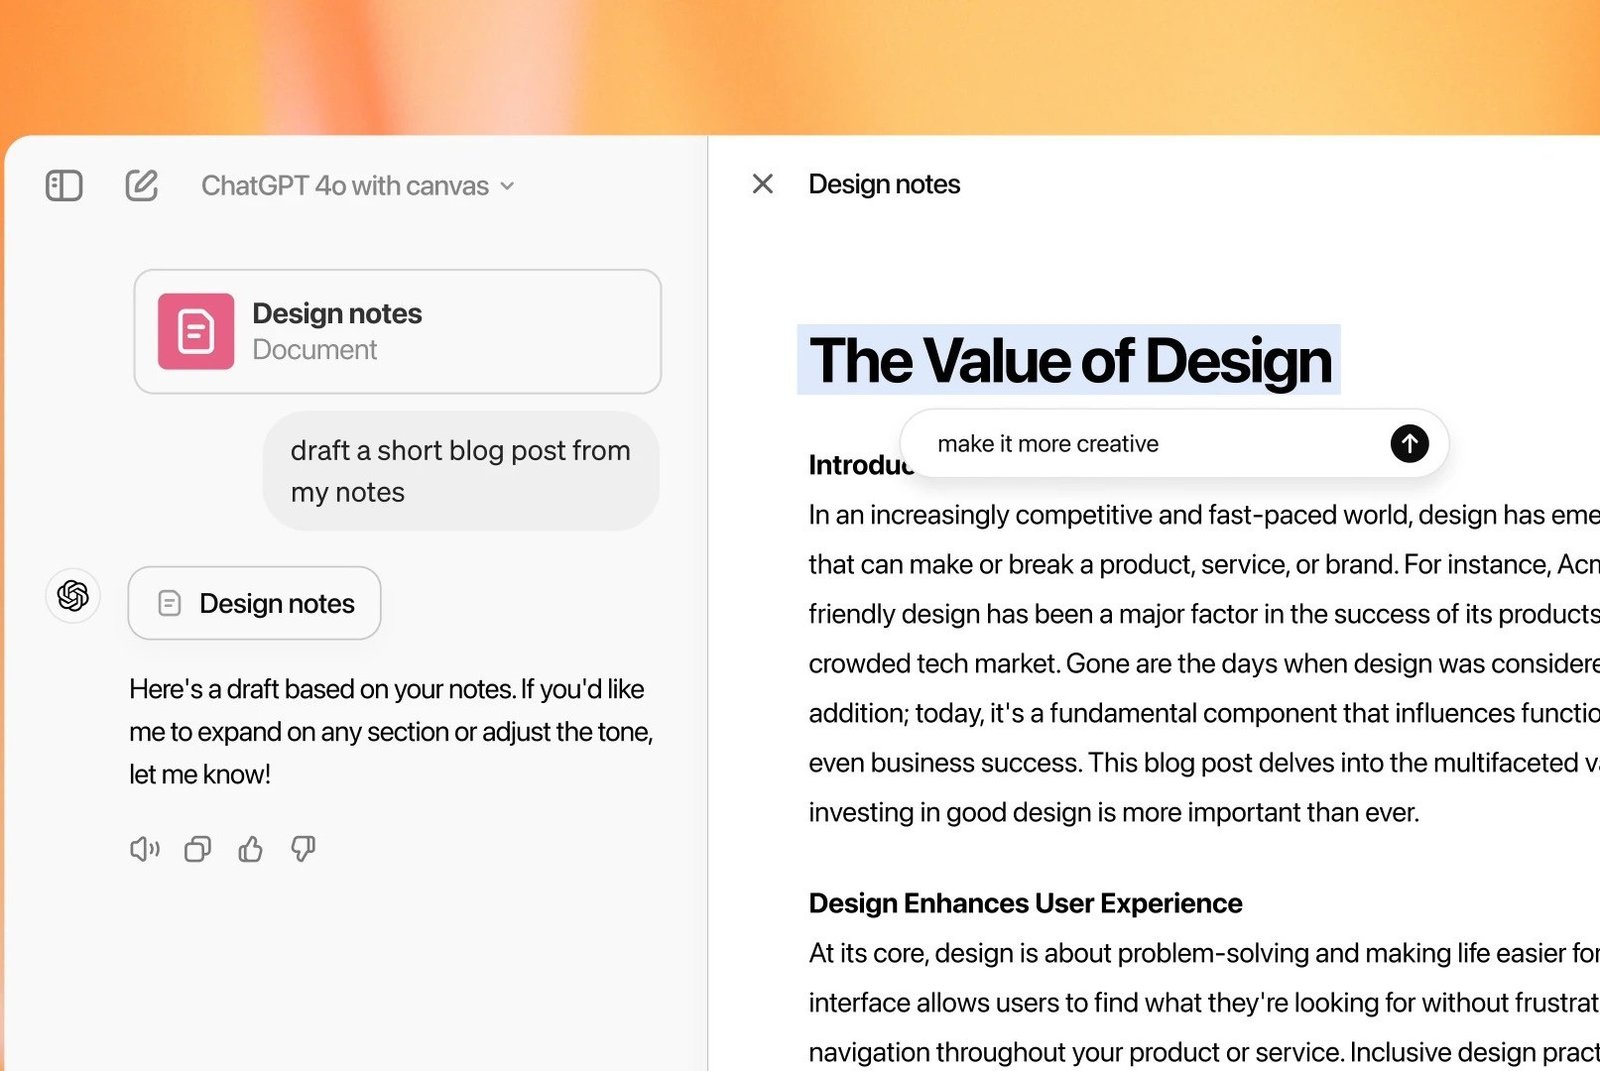 ChatGPT 4o with canvas
Design notes
Document
draft a short blog post from
my notes
Design notes
Here's a draft based on your notes. If you'd like
me to expand on any section or adjust the tone,
let me know!
Design notes
The Value of Design
make it more creative
In an increasingly competitive and fast-paced world, design has
that can make or break a product, service, or brand. For instance,
friendly design has been a major factor in the success of its products
crowded tech market. Gone are the days when design was
addition; today, it's a fundamental component that influences
even business success. This blog post delves into the multifaceted
investing in good design is more important than ever.
Design Enhances User Experience
At its core, design is about problem-solving and making life easier for
interface allows users to find what they're looking for without
navigation throughout your product or service. Inclusive design